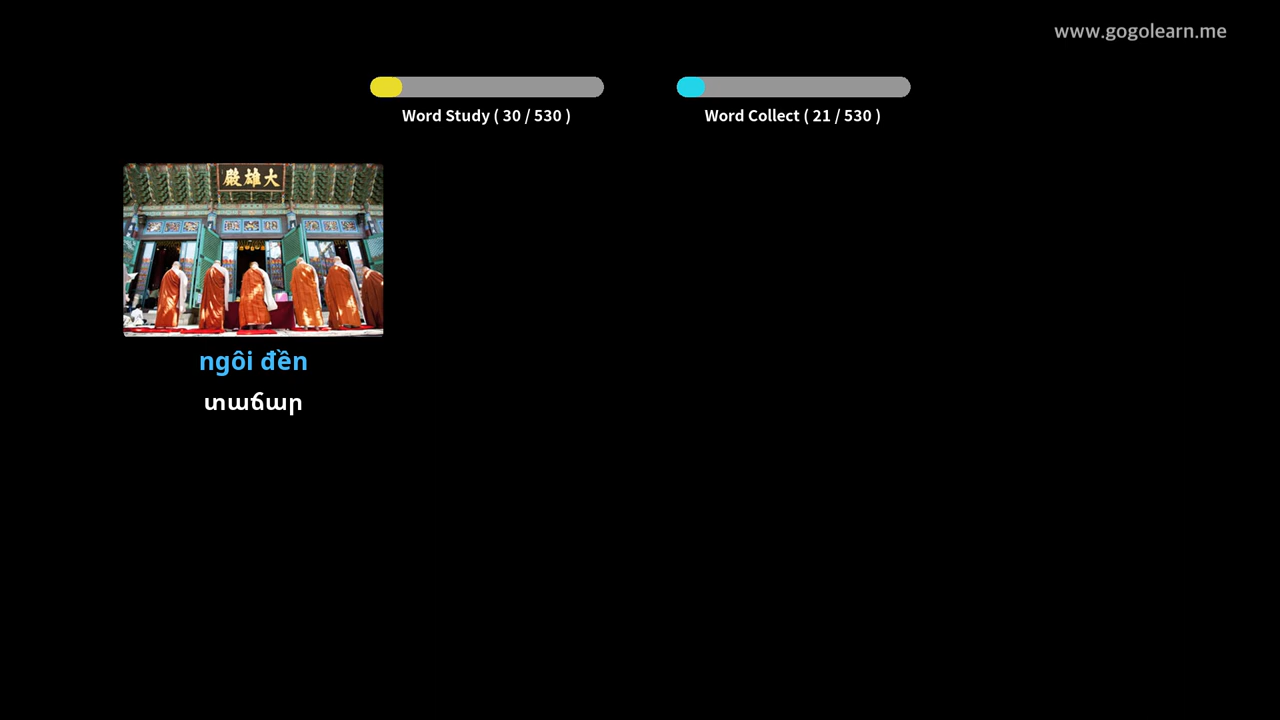 www.gogolearn.me
Word Study ( 30 / 530 )
Word Collect ( 21 / 530 )
殿雄大
ngôi đền
տաճար